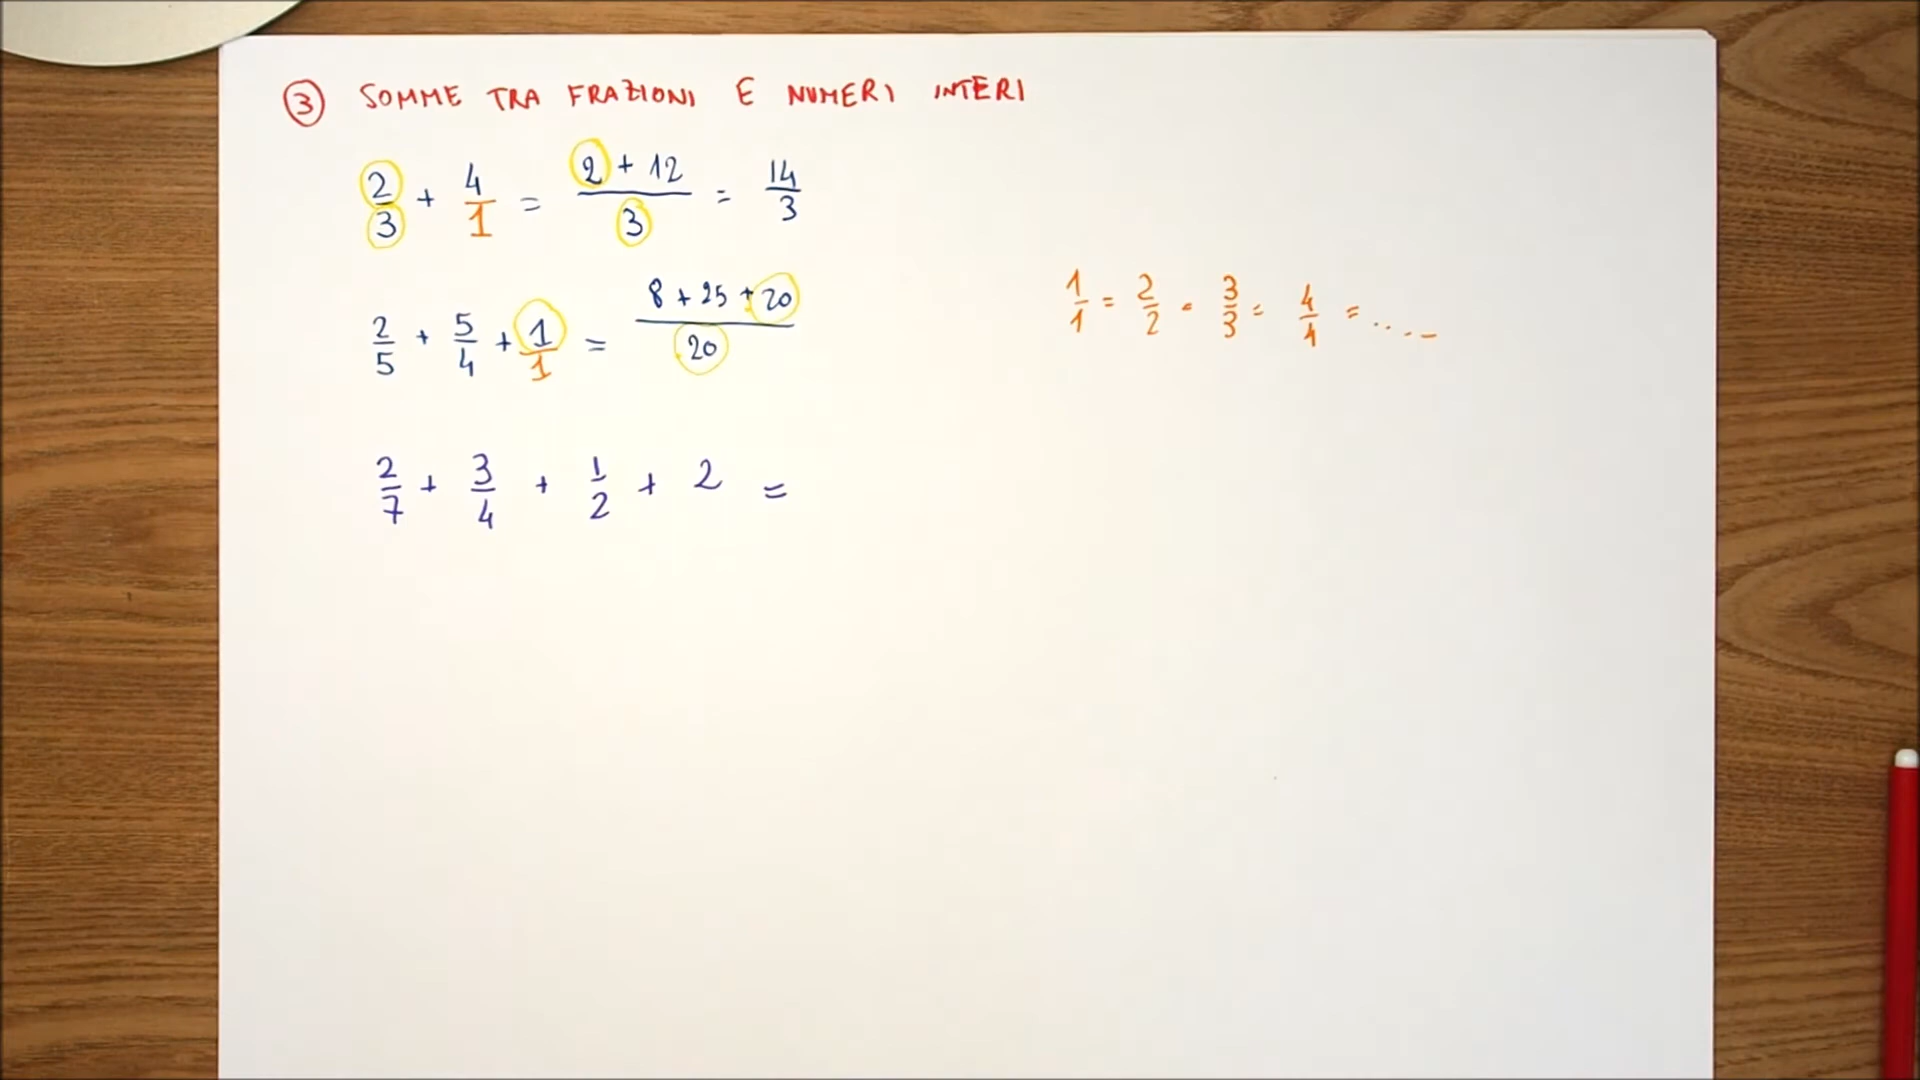 3 SOMME TRA FRAZIONI E NUMERI INTERI
2/3 + 4/1 = (2 + 12)/3 = 14/3
2/5 + 5/4 + 1/1 = (8 + 25 + 20)/20
1/1 = 2/2 = 3/3 = 4/4 = .....
2/7 + 3/4 + 1/2 + 2 =